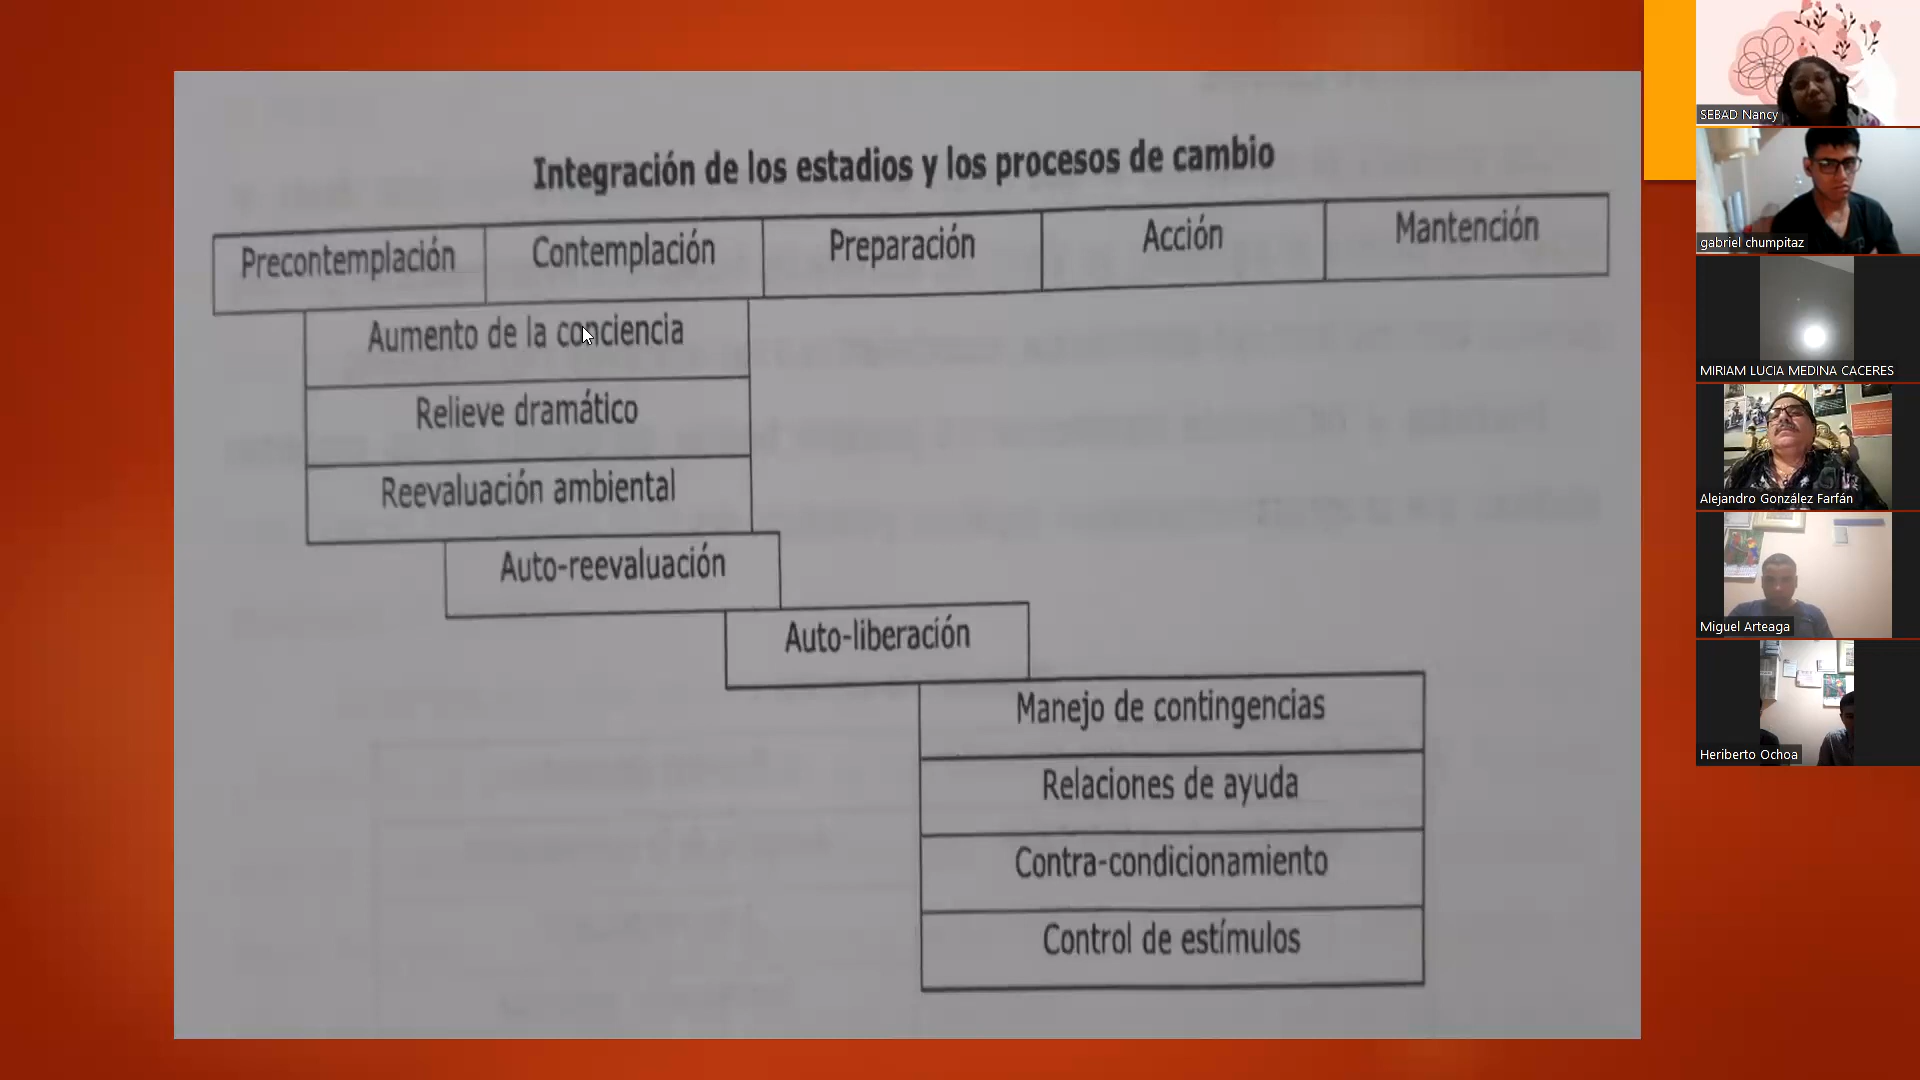 Integración de los estadios y los procesos de cambio
Precontemplación
Contemplación
Preparación
Acción
Mantención
Aumento de la conciencia
Relieve dramático
Reevaluación ambiental
Auto-reevaluación
Auto-liberación
Manejo de contingencias
Relaciones de ayuda
Contra-condicionamiento
Control de estímulos
SEBAD Nancy
gabriel chumpitaz
MIRIAM LUCIA MEDINA CACERES
Alejandro González Farfán
Miguel Arteaga
Heriberto Ochoa